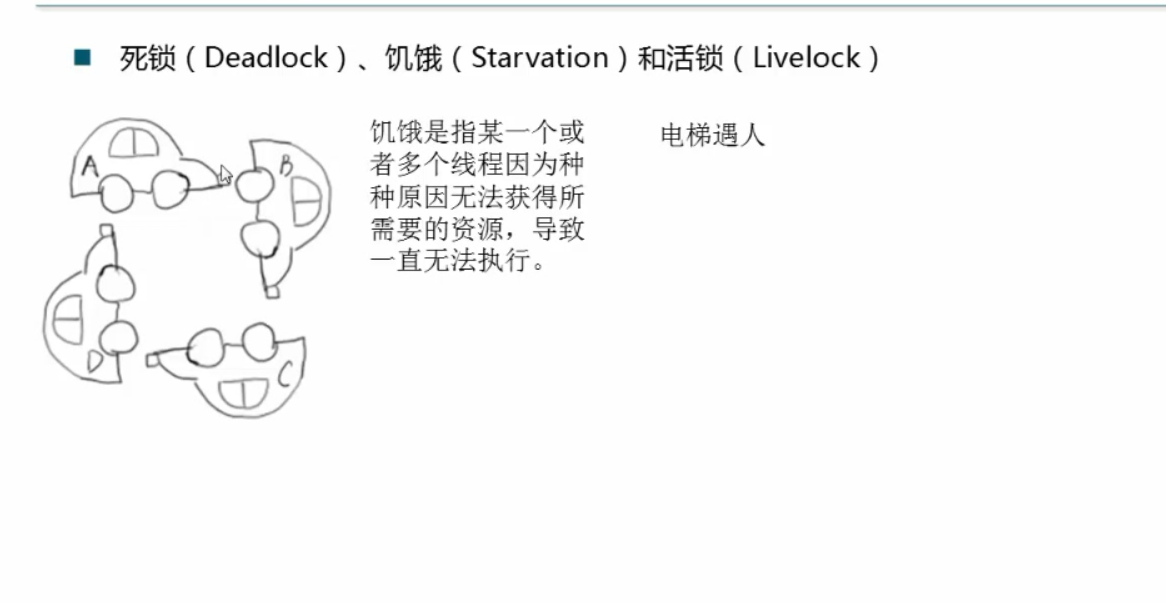 死锁（Deadlock）、饥饿（Starvation）和活锁（Livelock）
A
B
饥饿是指某一个或
者多个线程因为种
种原因无法获得所
需要的资源，导致
一直无法执行。
电梯遇人
D
C